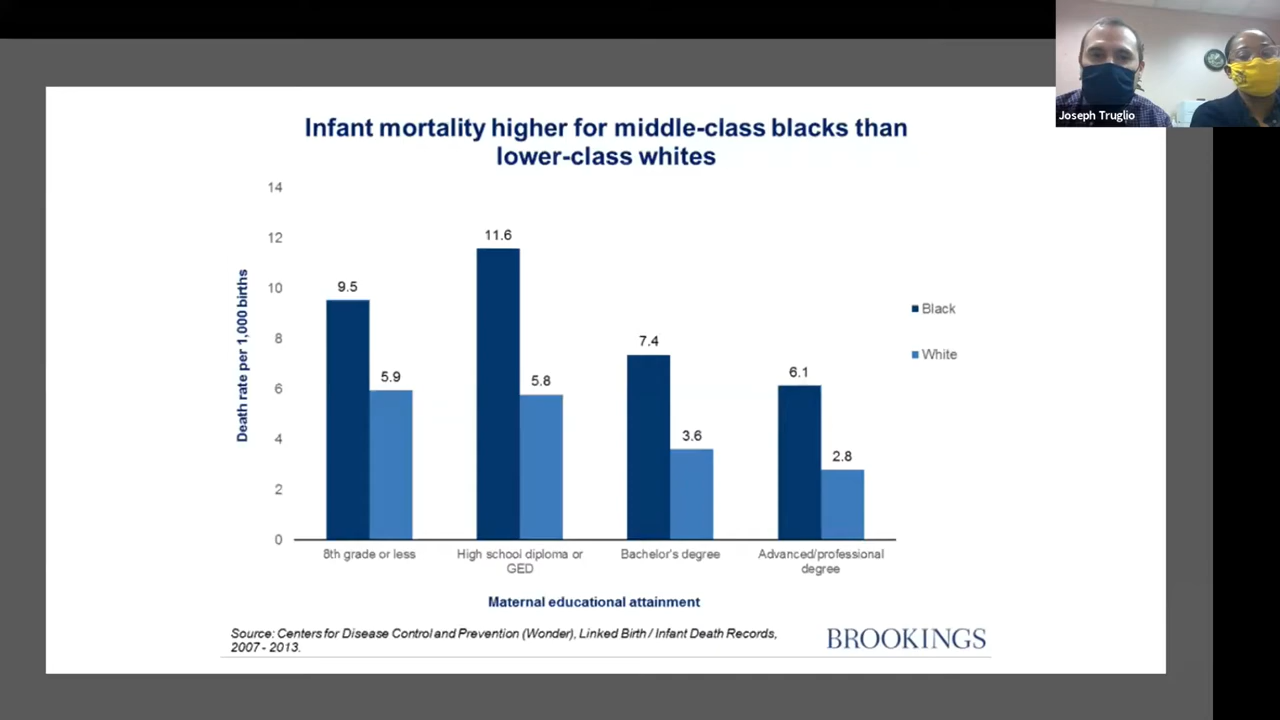 Joseph Truglio
Infant mortality higher for middle-class blacks than
lower-class whites
14
12
10
8
6
4
2
0
Death rate per 1,000 births
9.5
5.9
11.6
5.8
7.4
3.6
6.1
2.8
Black
White
8th grade or less
High school diploma or
GED
Bachelor's degree
Advanced/professional
degree
Maternal educational attainment
Source: Centers for Disease Control and Prevention (Wonder), Linked Birth / Infant Death Records,
2007 - 2013.
BROOKINGS